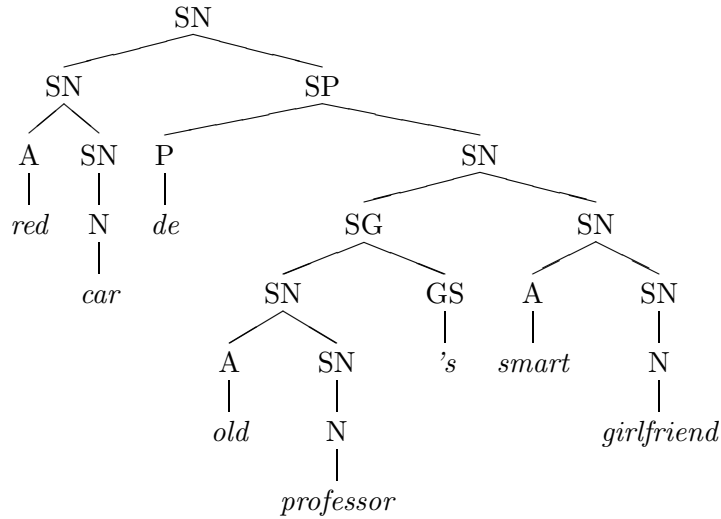 SN
SN SP
A SN P SN
red N de SG SN
car SN GS A SN
A SN 's smart N
old N girlfriend
professor